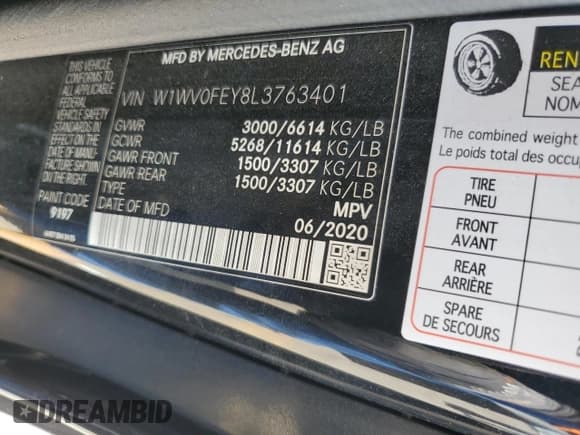 MFD BY MERCEDES-BENZ AG
THIS VEHICLE
CONFORMS TO
ALL APPLICABLE
FEDERAL MOTOR
VEHICLE SAFETY
STANDARDS IN
EFFECT ON THE
DATE OF MANU-
FACTURE SHOWN
ON THE RIGHT.
PAINT CODE
9197
VIN W1WV0FEY8L3763401
GVWR 3000/6614 KG/LB
GCWR 5268/11614 KG/LB
GAWR FRONT 1500/3307 KG/LB
GAWR REAR 1500/3307 KG/LB
TYPE MPV
DATE OF MFD 06/2020
The combined weight
Le poids total des occu
TIRE
PNEU
FRONT
AVANT
REAR
ARRIÈRE
SPARE
DE SECOURS
DREAMBID